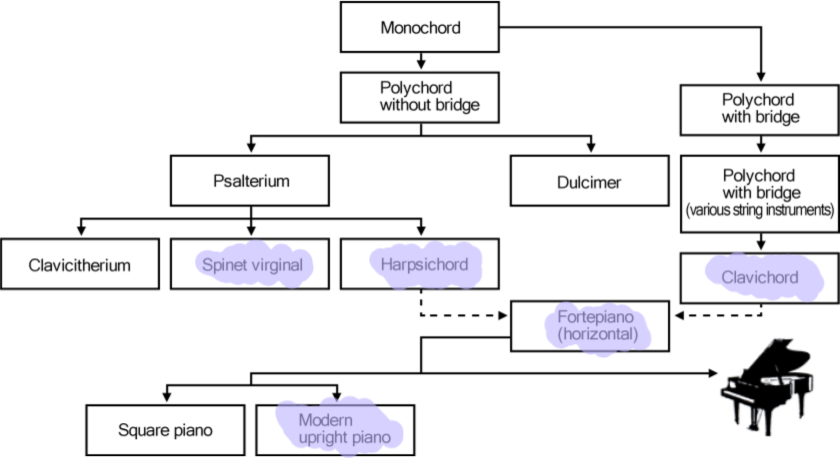 Monochord
Polychord
without bridge
Polychord
with bridge
Psalterium
Dulcimer
Polychord
with bridge
(various string instruments)
Clavicitherium
Spinet virginal
Harpsichord
Clavichord
Fortepiano
(horizontal)
Square piano
Modern
upright piano